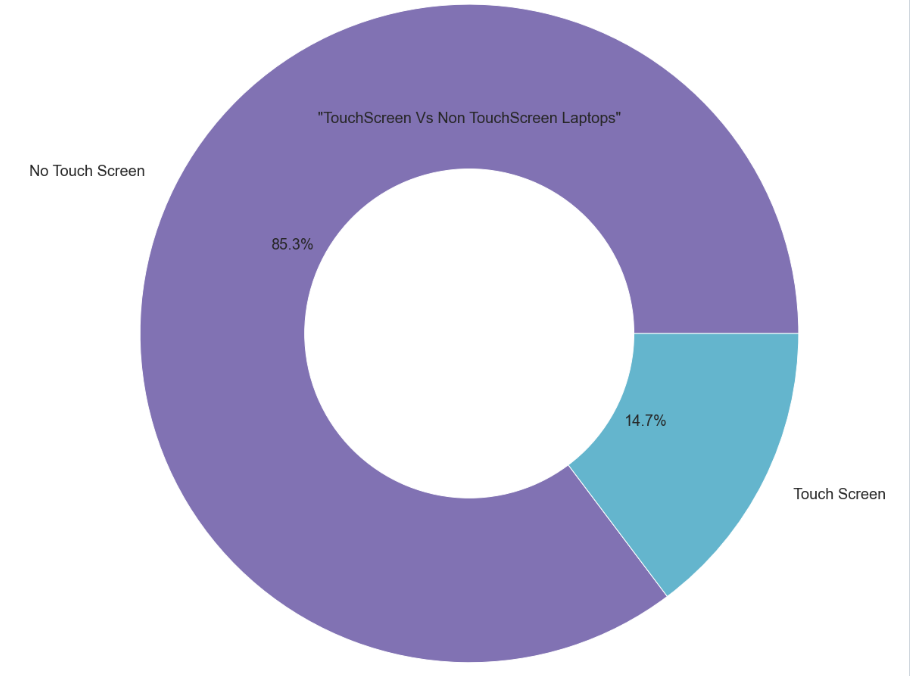 "TouchScreen Vs Non TouchScreen Laptops"
No Touch Screen
85.3%
14.7%
Touch Screen